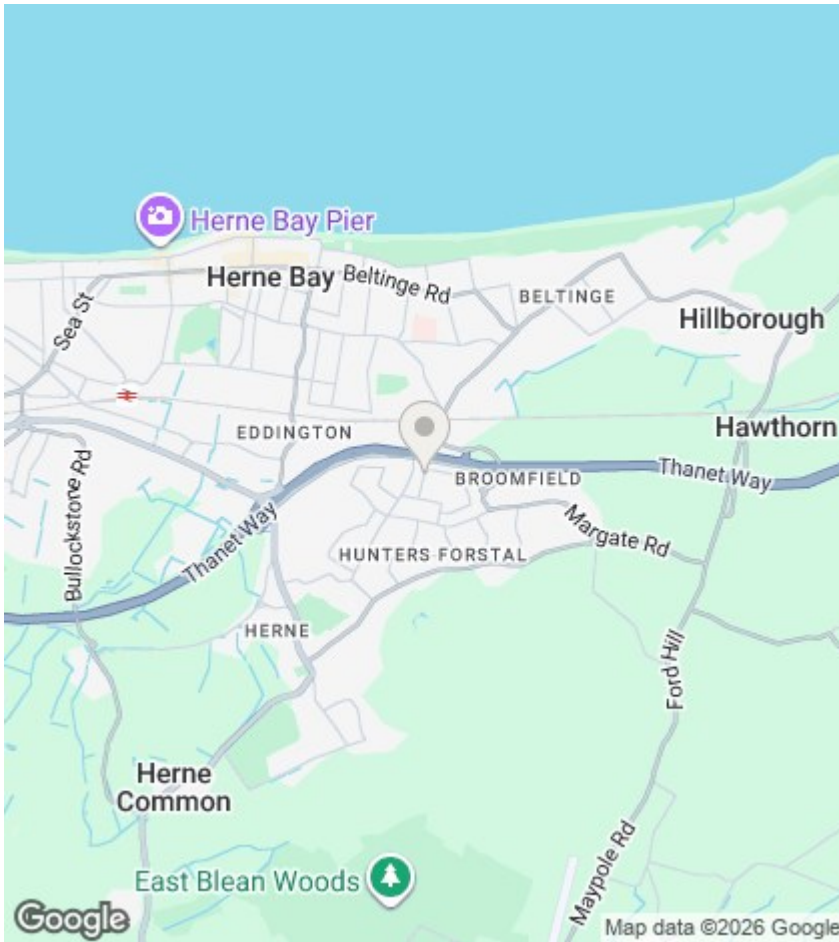 Herne Bay Pier
Herne Bay
Beltinge Rd
BELTINGE
Hillborough
Sea St
EDDINGTON
Hawthorn
Thanet Way
BROOMFIELD
Bullockstone Rd
Thanet Way
Margate Rd
HUNTERS FORSTAL
HERNE
Ford Hill
Herne
Common
Maypole Rd
East Blean Woods
Google
Map data ©2026 Google